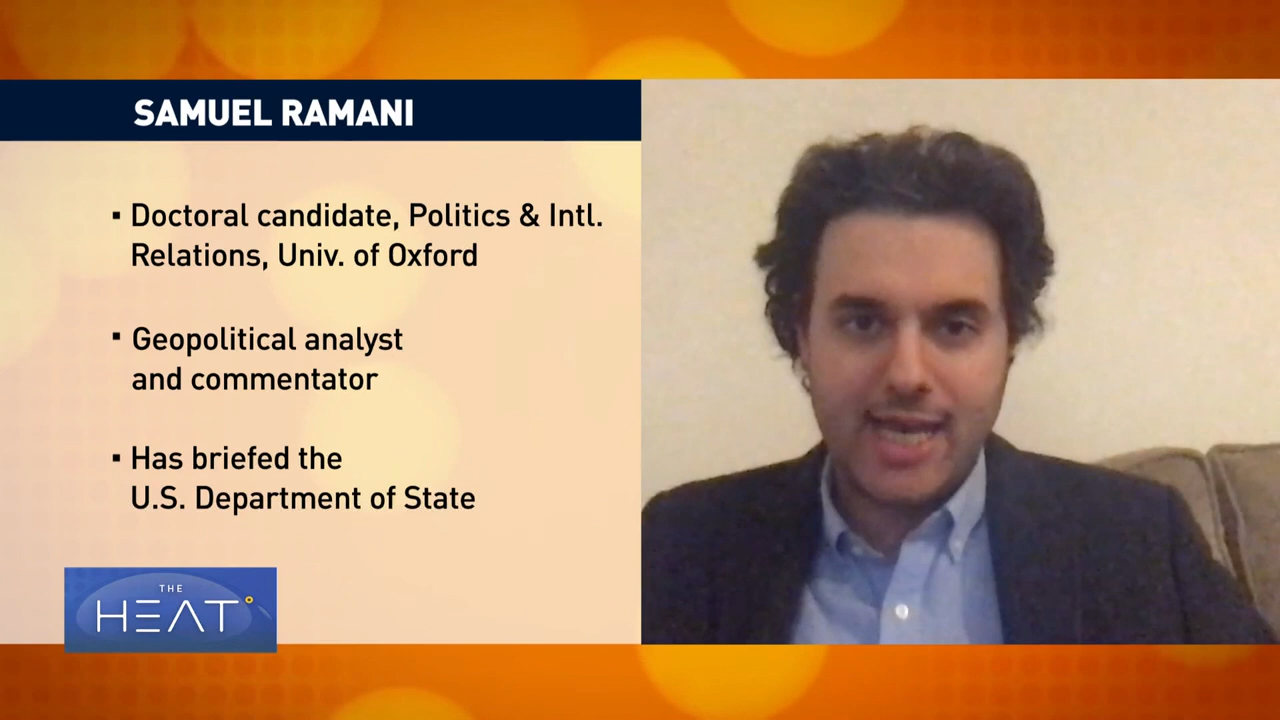 SAMUEL RAMANI
▪ Doctoral candidate, Politics & Intl.
Relations, Univ. of Oxford
▪ Geopolitical analyst
and commentator
▪ Has briefed the
U.S. Department of State
THE
HEAT